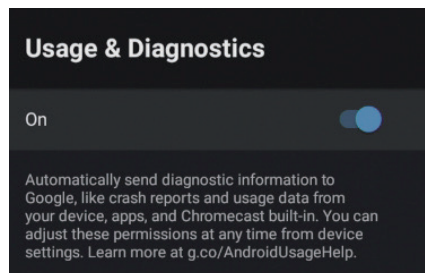 Usage & Diagnostics
On
Automatically send diagnostic information to
Google, like crash reports and usage data from
your device, apps, and Chromecast built-in. You can
adjust these permissions at any time from device
settings. Learn more at g.co/AndroidUsageHelp.